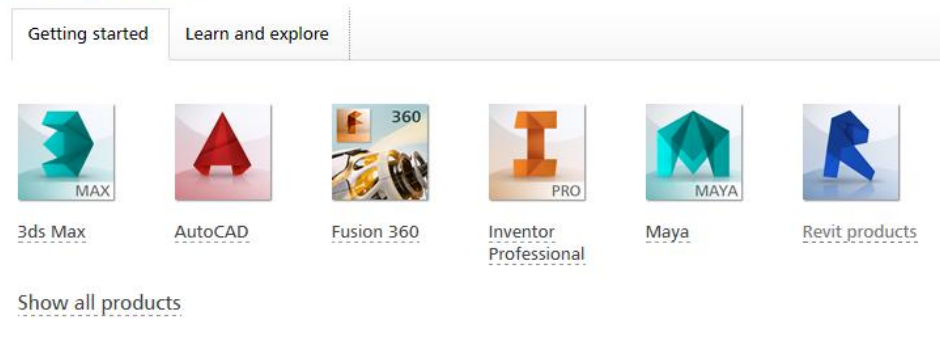 Getting started
Learn and explore
MAX
360
PRO
MAYA
3ds Max
AutoCAD
Fusion 360
Inventor
Professional
Maya
Revit products
Show all products